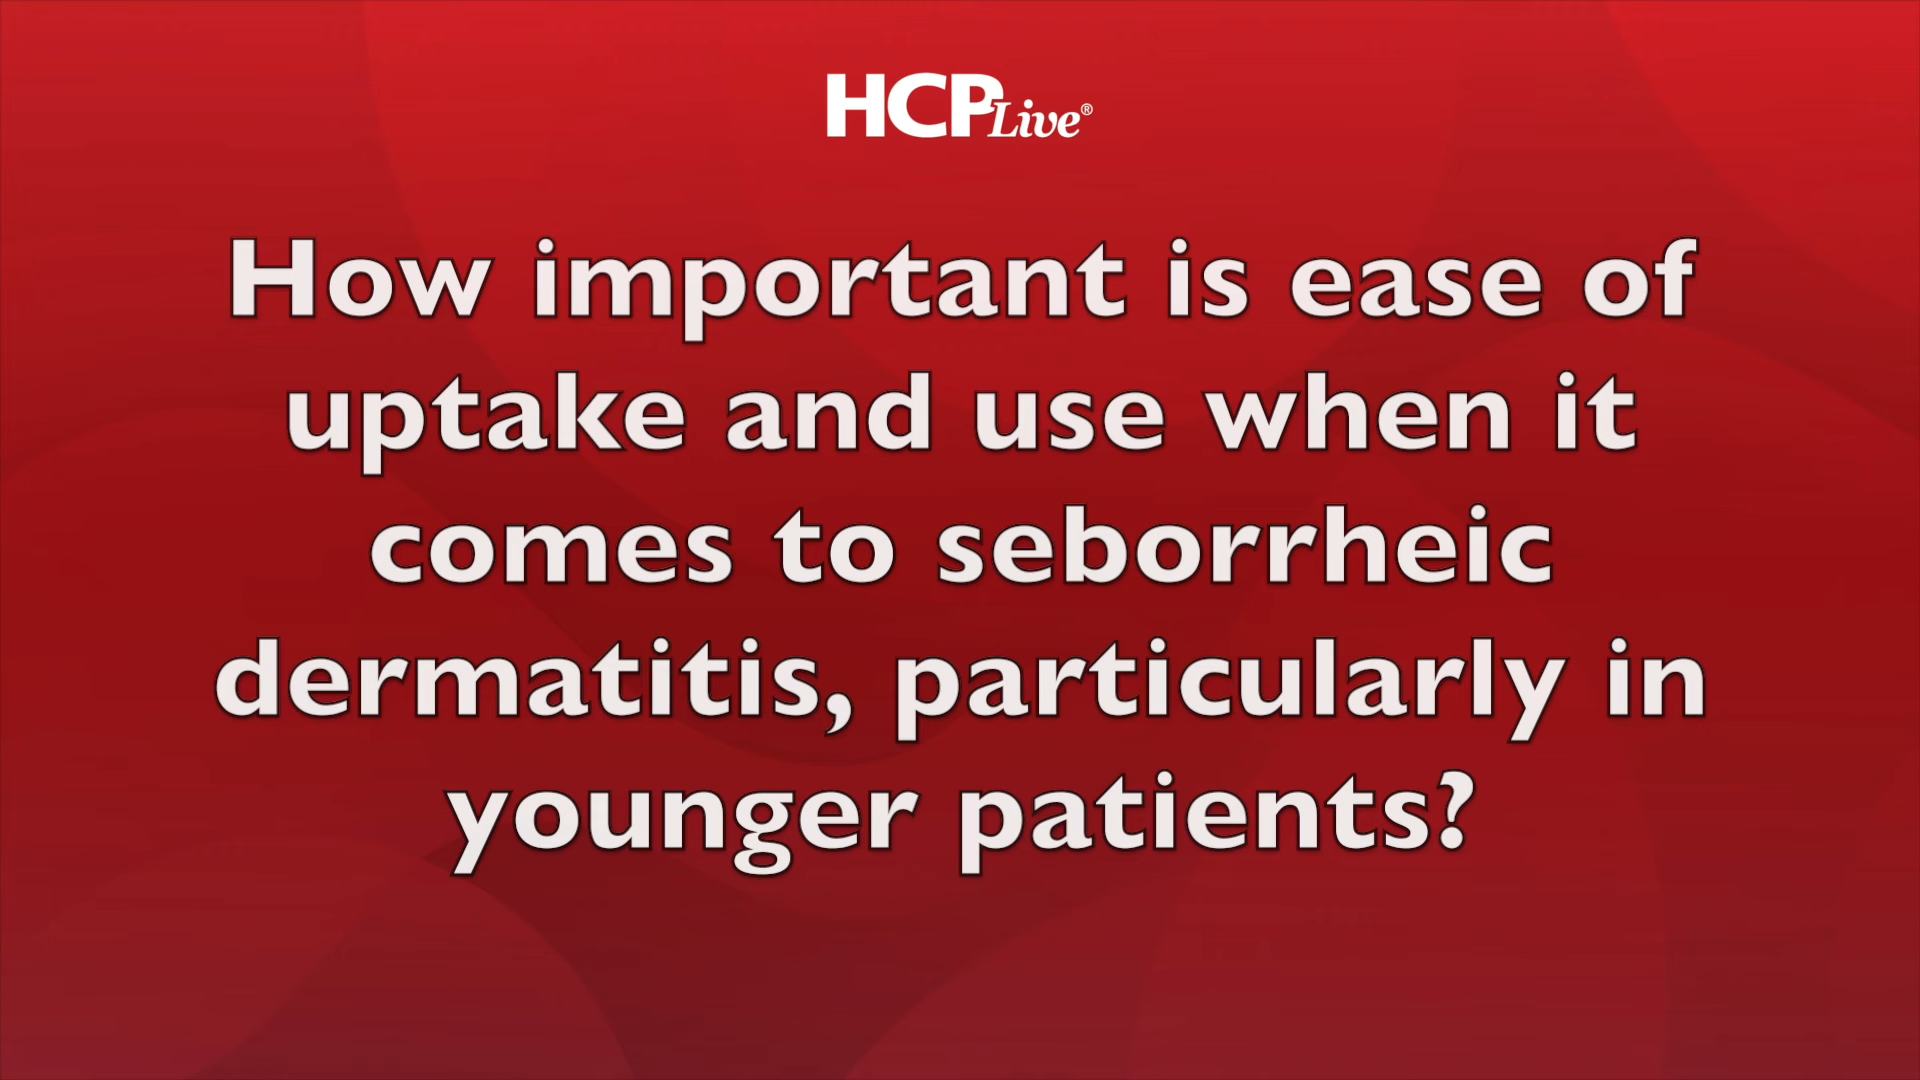 HCPLive®
How important is ease of
uptake and use when it
comes to seborrheic
dermatitis, particularly in
younger patients?